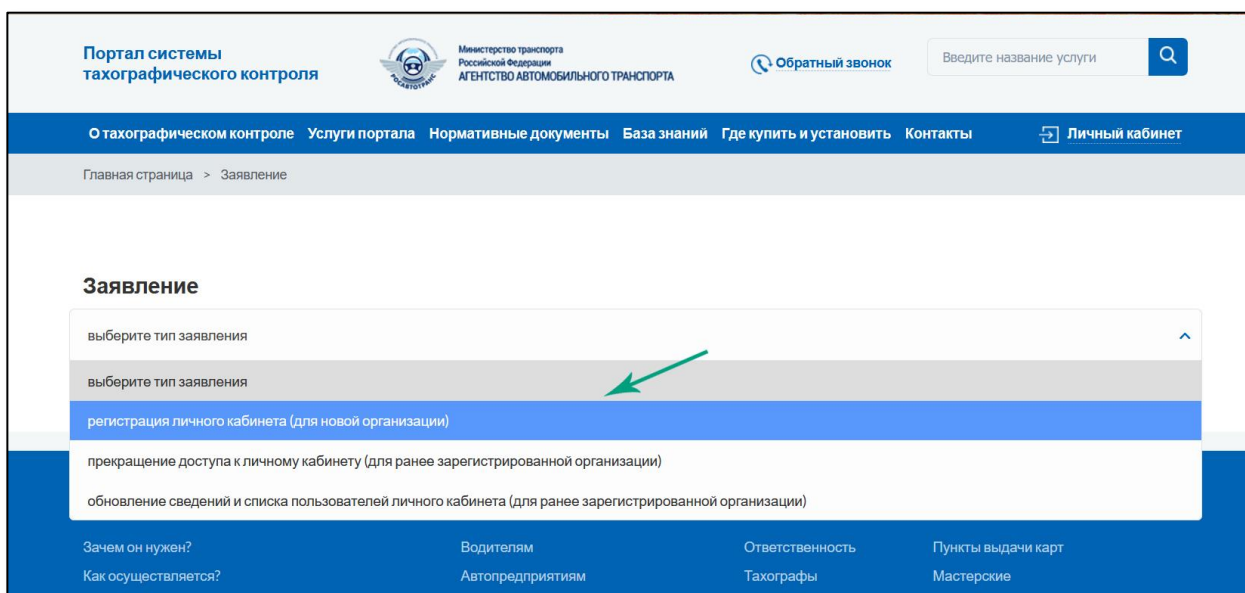 Портал системы
тахографического контроля
РОСАВТОТРАНС
Министерство транспорта
Российской Федерации
АГЕНТСТВО АВТОМОБИЛЬНОГО ТРАНСПОРТА
Обратный звонок
Введите название услуги
О тахографическом контроле Услуги портала Нормативные документы База знаний Где купить и установить Контакты Личный кабинет
Главная страница > Заявление
Заявление
выберите тип заявления
выберите тип заявления
регистрация личного кабинета (для новой организации)
прекращение доступа к личному кабинету (для ранее зарегистрированной организации)
обновление сведений и списка пользователей личного кабинета (для ранее зарегистрированной организации)
Зачем он нужен? Водителям Ответственность Пункты выдачи карт
Как осуществляется? Автопредприятиям Тахографы Мастерские